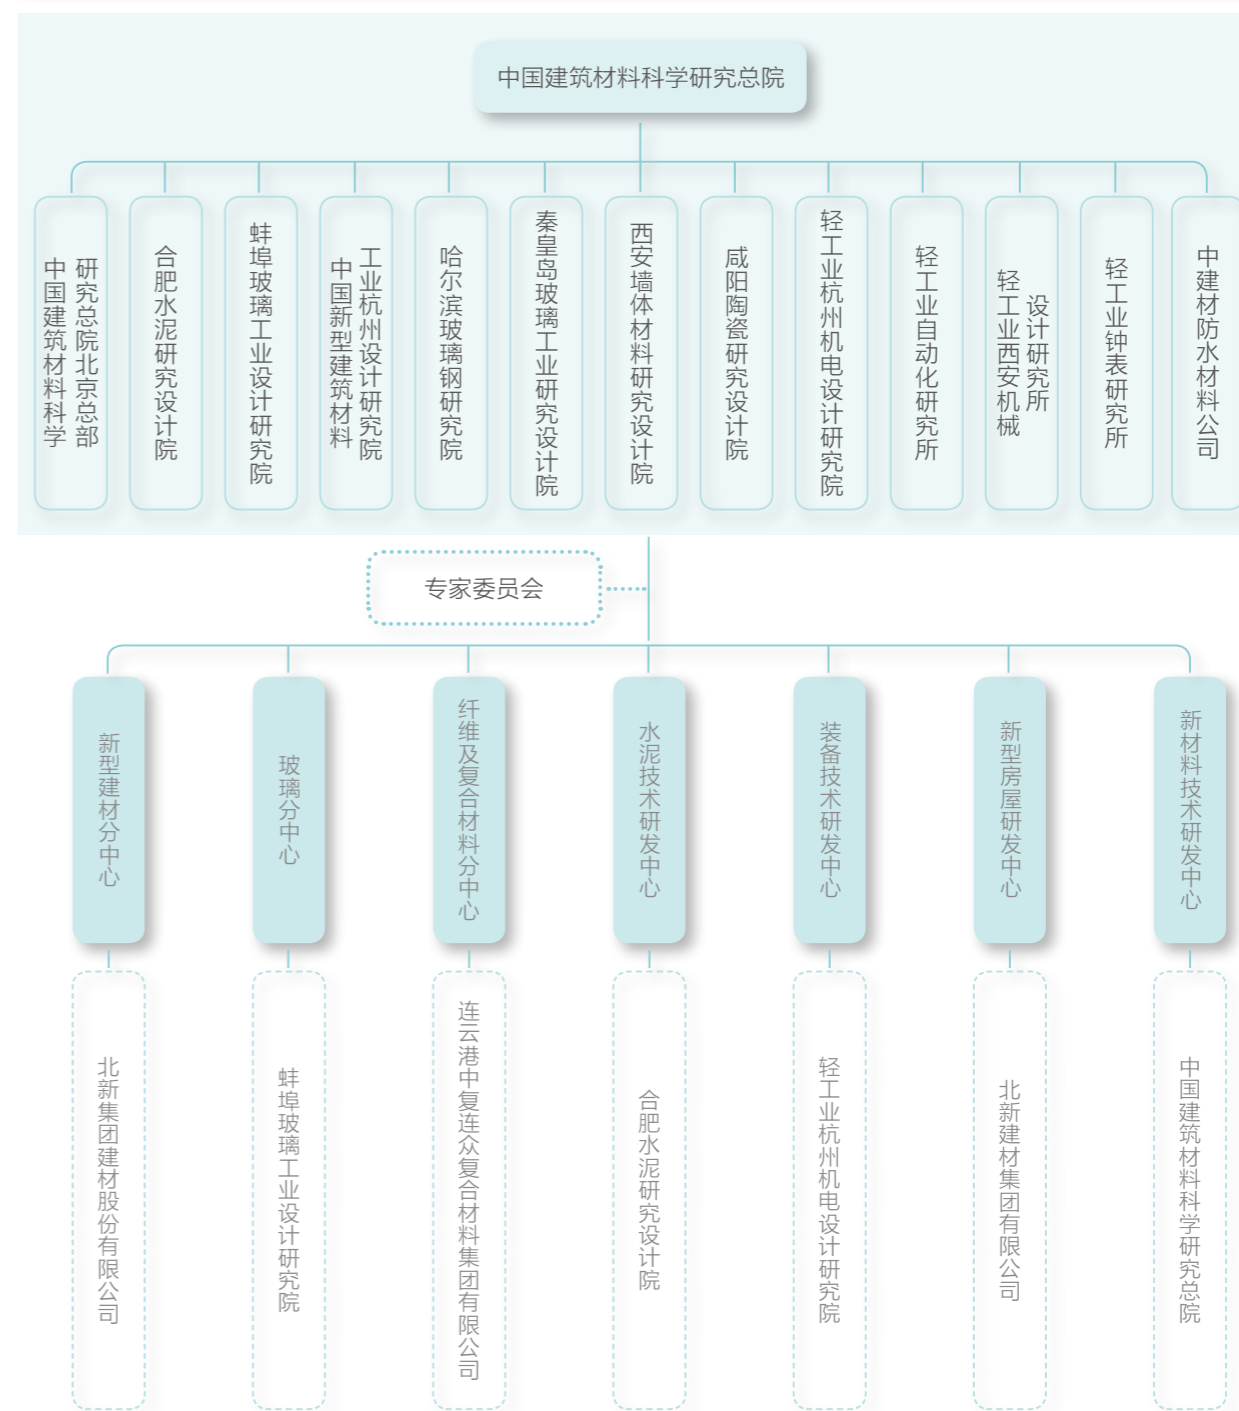 中国建筑材料科学研究总院
中国建筑材料科学
研究总院北京总部
合肥水泥研究设计院
蚌埠玻璃工业设计研究院
中国新型建筑材料
工业杭州设计研究院
哈尔滨玻璃钢研究院
秦皇岛玻璃工业研究设计院
西安墙体材料研究设计院
咸阳陶瓷研究设计院
轻工业杭州机电设计研究院
轻工业自动化研究所
轻工业西安机械
设计研究所
轻工业钟表研究所
中建材防水材料公司
专家委员会
新型建材分中心
玻璃分中心
纤维及复合材料分中心
水泥技术研发中心
装备技术研发中心
新型房屋研发中心
新材料技术研发中心
北新集团建材股份有限公司
蚌埠玻璃工业设计研究院
连云港中复连众复合材料集团有限公司
合肥水泥研究设计院
轻工业杭州机电设计研究院
北新建材集团有限公司
中国建筑材料科学研究总院